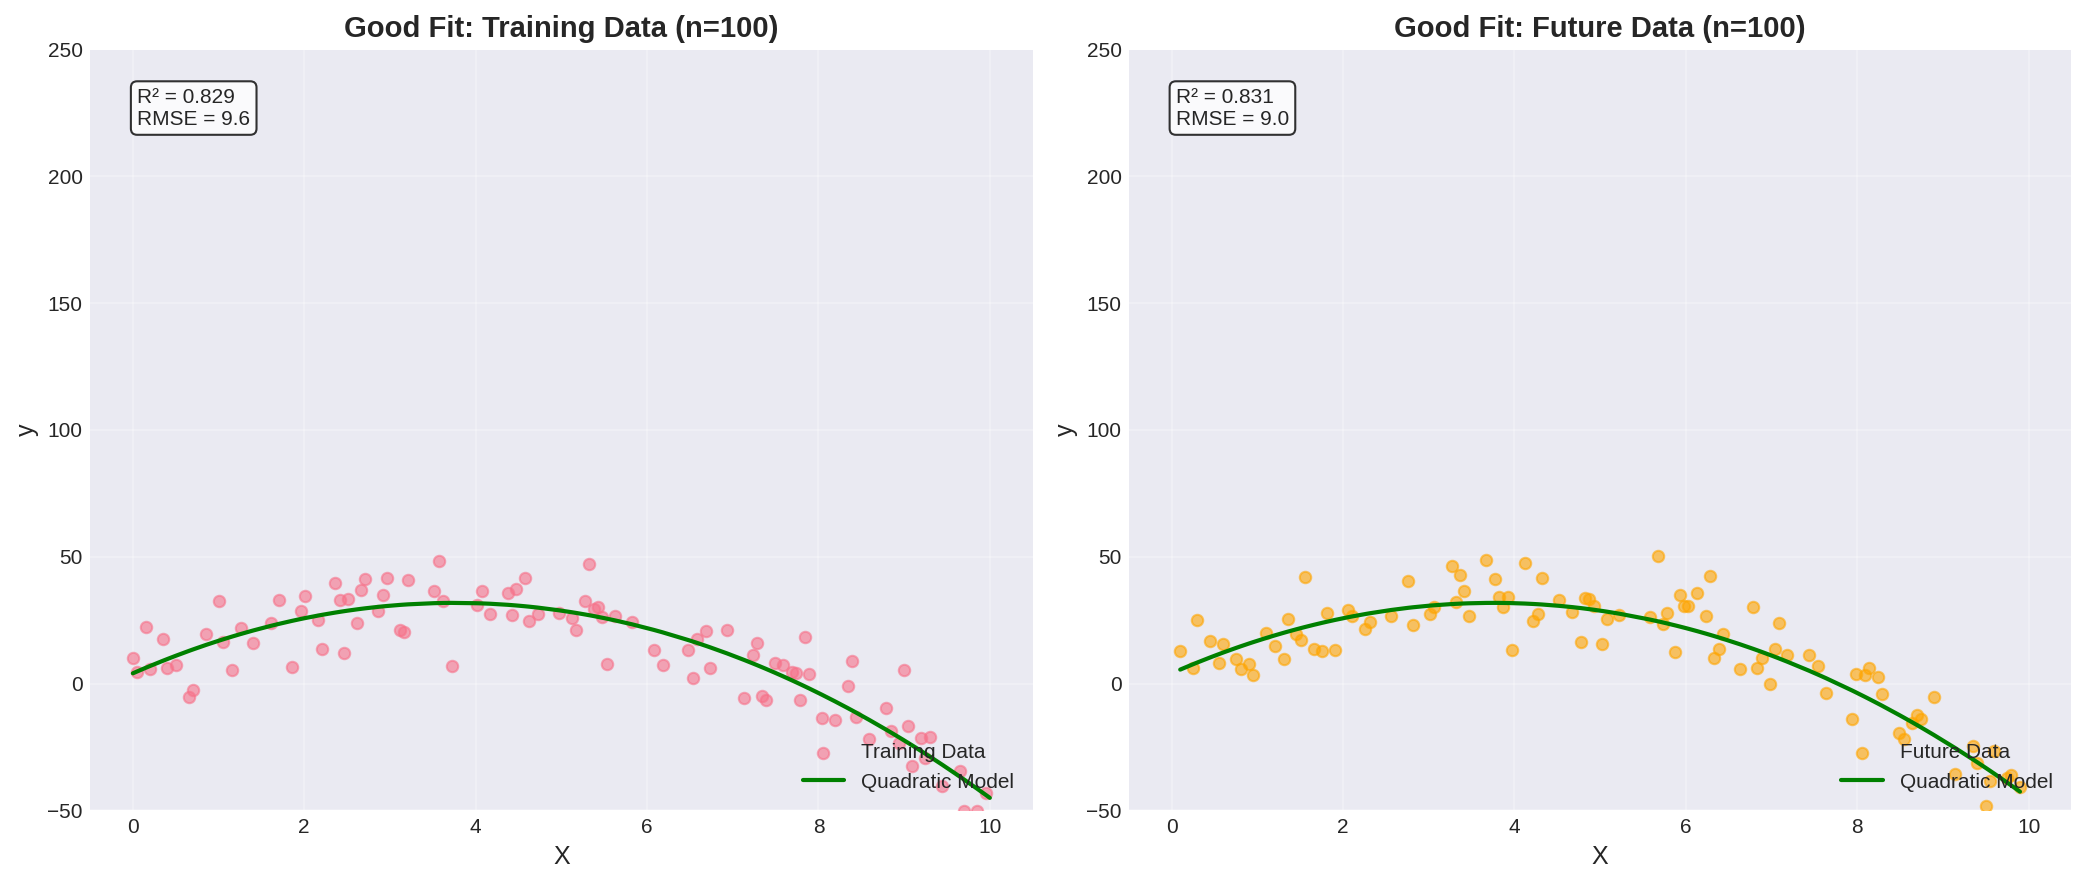 Good Fit: Training Data (n=100)
250
200
150
100
50
0
−50
y
R² = 0.829
RMSE = 9.6
Training Data
Quadratic Model
0 2 4 6 8 10
X
Good Fit: Future Data (n=100)
250
200
150
100
50
0
−50
y
R² = 0.831
RMSE = 9.0
Future Data
Quadratic Model
0 2 4 6 8 10
X